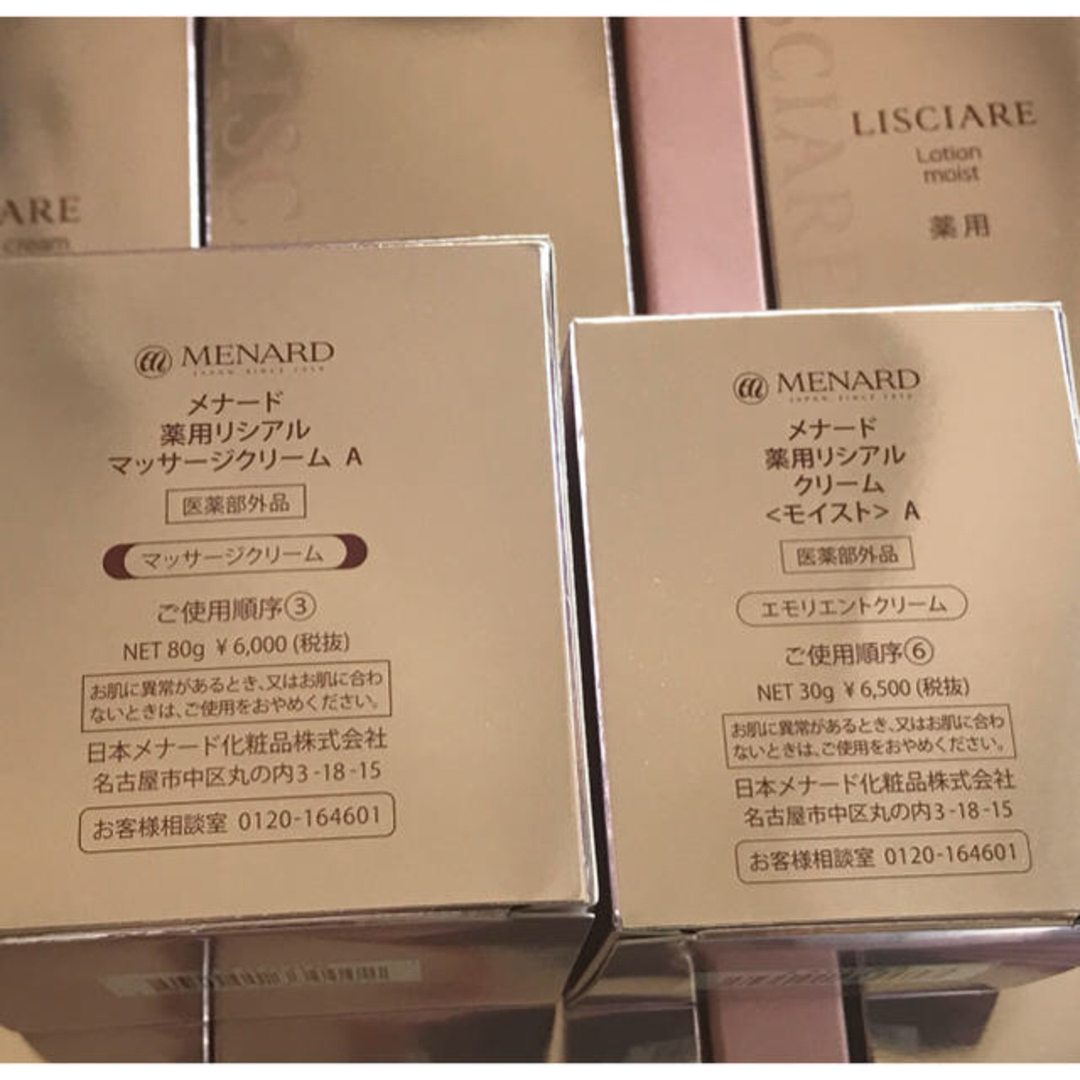 ARE
cream
LISC
SCIARE
LISCIARE
Lotion
moist
薬用
MENARD
JAPAN SINCE 1959
メナード
薬用リシアル
マッサージクリーム A
医薬部外品
マッサージクリーム
ご使用順序③
NET 80g ¥6,000 (税抜)
お肌に異常があるとき、又はお肌に合わ
ないときは、ご使用をおやめください。
日本メナード化粧品株式会社
名古屋市中区丸の内3-18-15
お客様相談室 0120-164601
MENARD
JAPAN SINCE 1959
メナード
薬用リシアル
クリーム
<モイスト> A
医薬部外品
エモリエントクリーム
ご使用順序⑥
NET 30g ¥6,500 (税抜)
お肌に異常があるとき、又はお肌に合わ
ないときは、ご使用をおやめください。
日本メナード化粧品株式会社
名古屋市中区丸の内3-18-15
お客様相談室 0120-164601